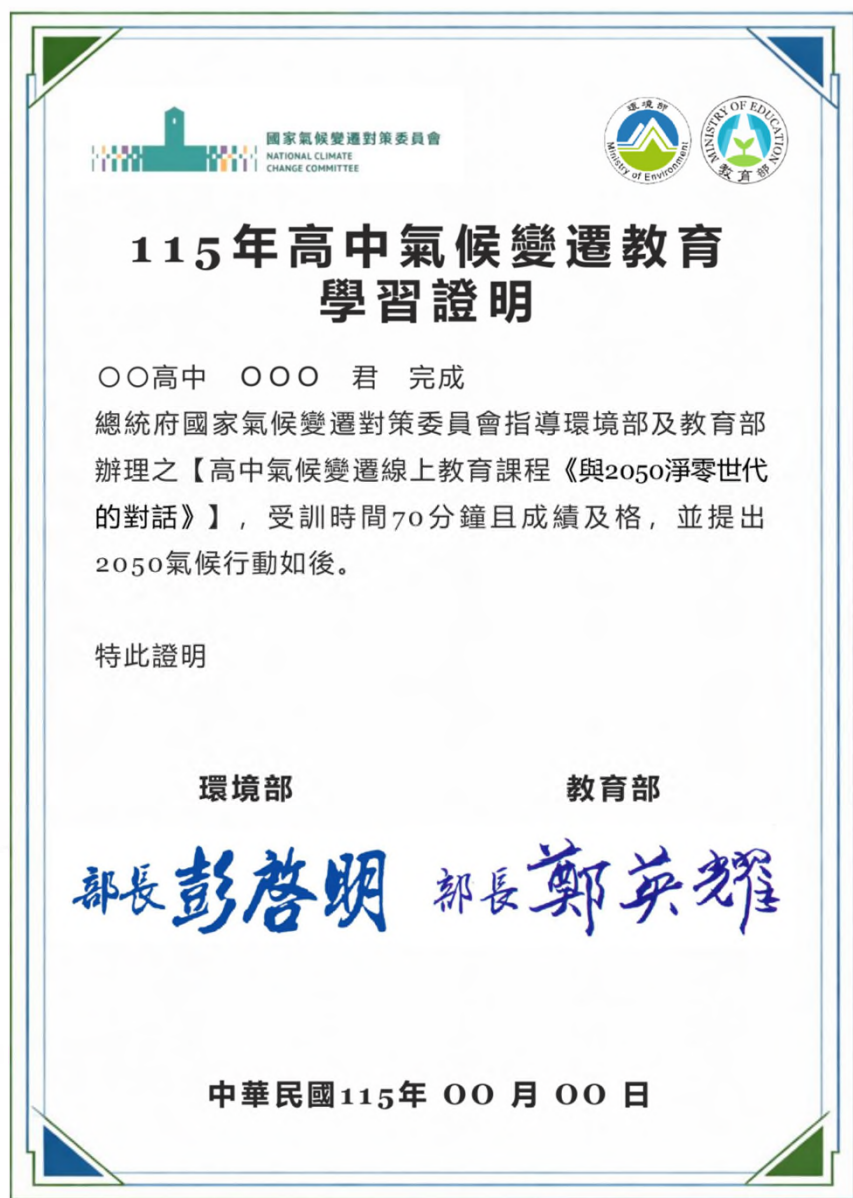 國家氣候變遷對策委員會
NATIONAL CLIMATE
CHANGE COMMITTEE
環境部
Ministry of Environment
MINISTRY OF EDUCATION
教育部
115年高中氣候變遷教育
學習證明
〇〇高中 OOO 君 完成
總統府國家氣候變遷對策委員會指導環境部及教育部
辦理之【高中氣候變遷線上教育課程《與2050淨零世代
的對話》】，受訓時間70分鐘且成績及格，並提出
2050氣候行動如後。
特此證明
環境部 教育部
部長彭啓明 部長鄭英耀
中華民國115年 OO 月 OO 日